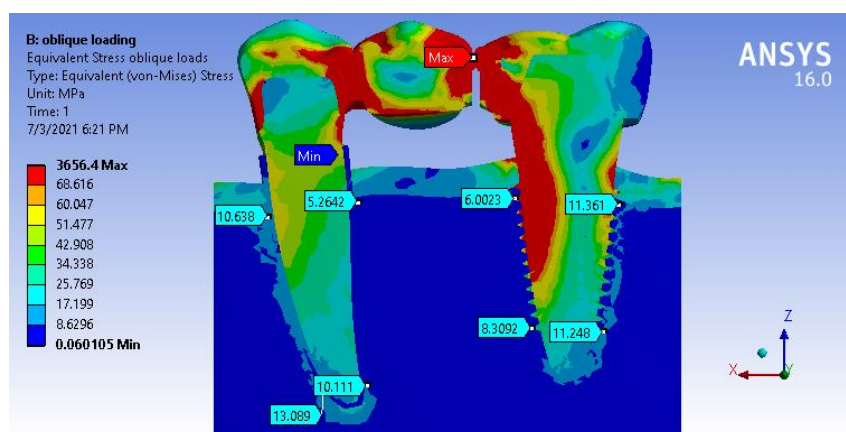 B: oblique loading
Equivalent Stress oblique loads
Type: Equivalent (von-Mises) Stress
Unit: MPa
Time: 1
7/3/2021 6:21 PM
3656.4 Max
68.616
60.047
51.477
42.908
34.338
25.769
17.199
8.6296
0.060105 Min
ANSYS
16.0
Max
Min
10.638
5.2642
6.0023
11.361
8.3092
11.248
10.111
13.089
Z
X
Y